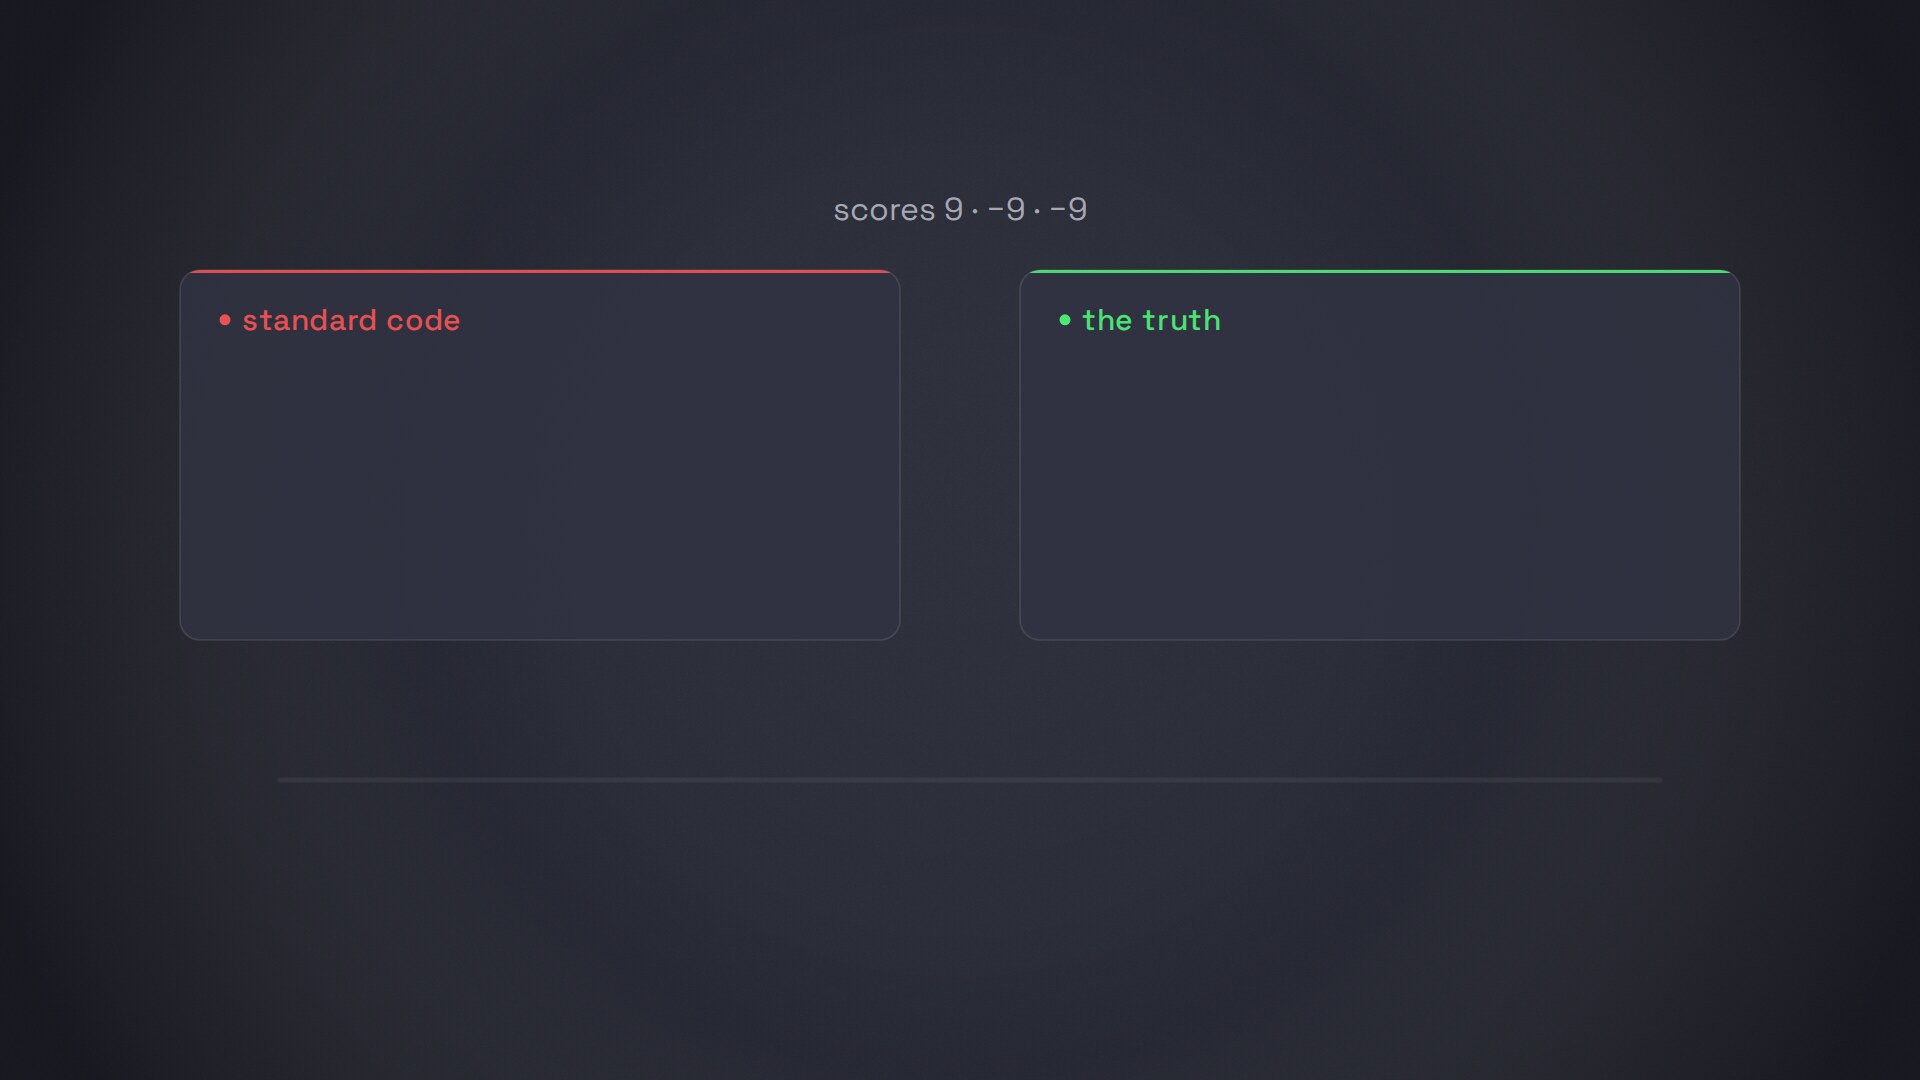 scores 9 · −9 · −9
• standard code
• the truth